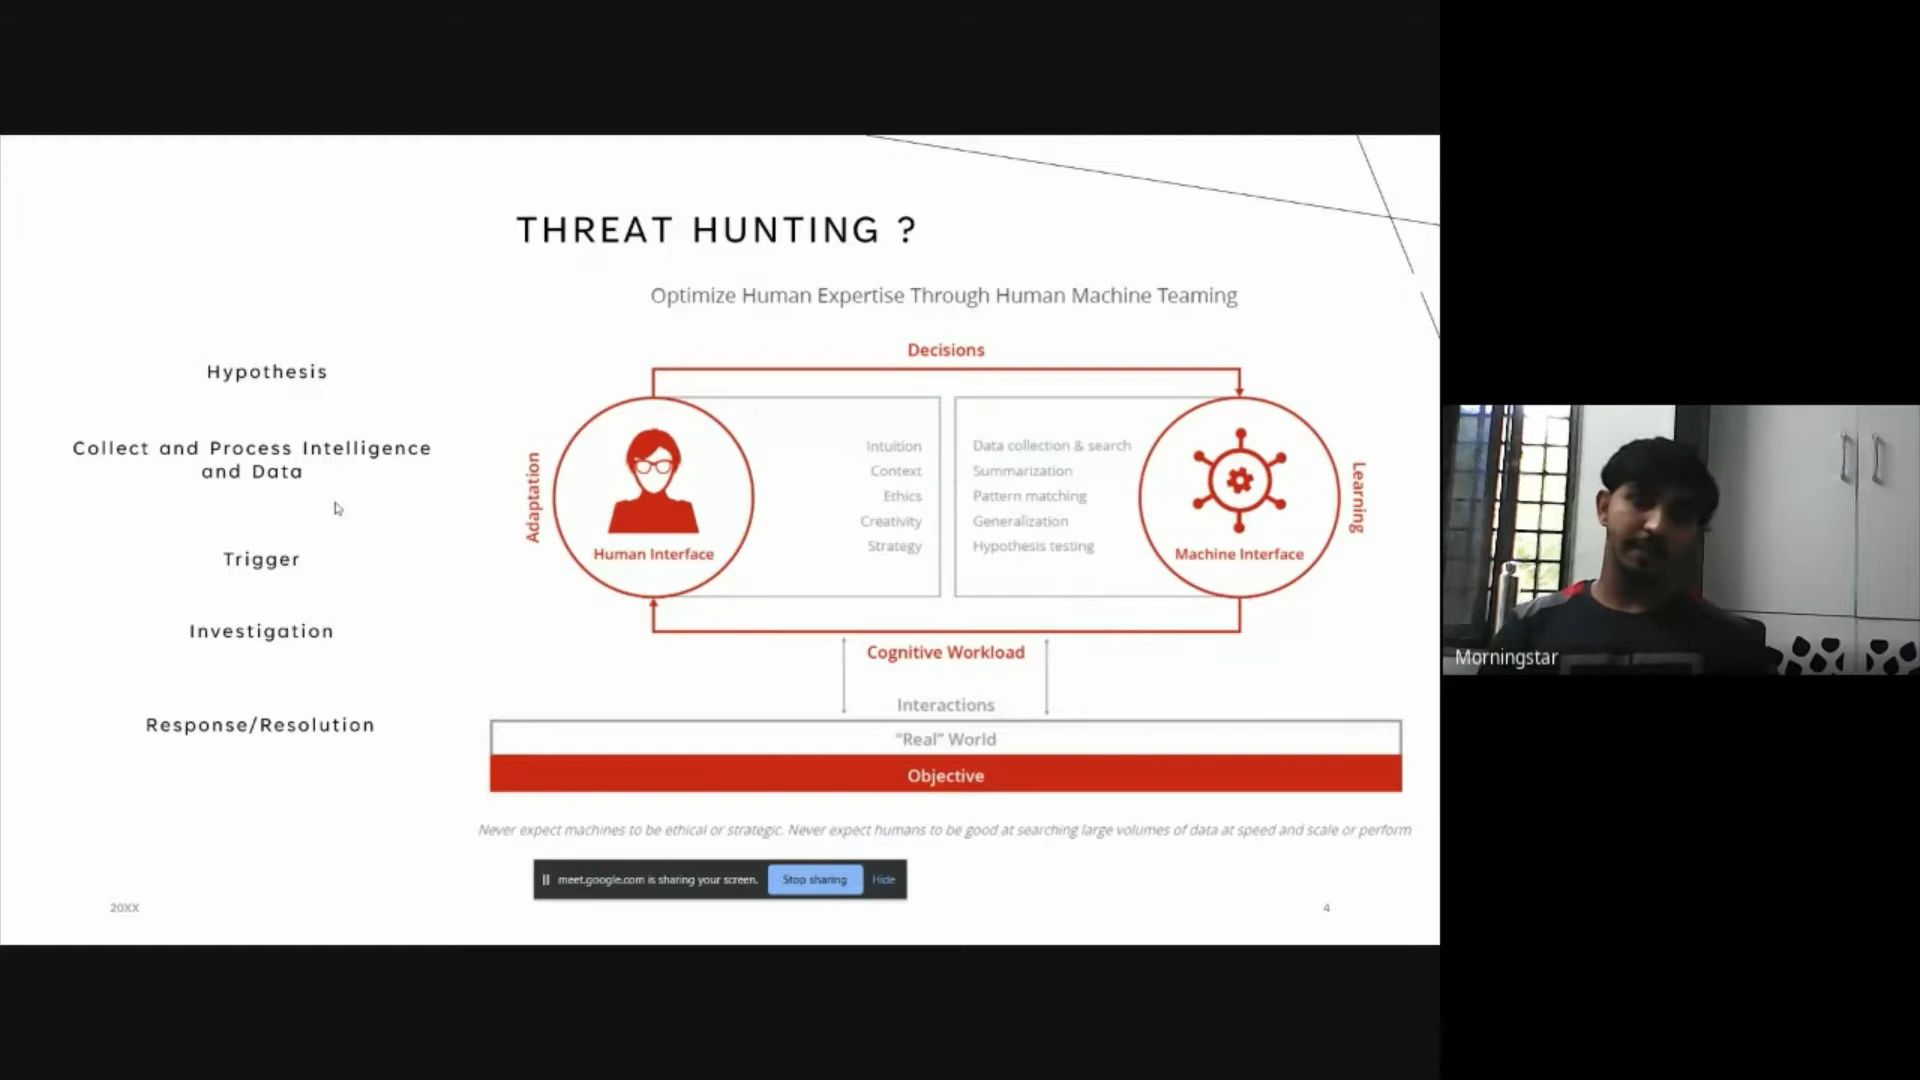 THREAT HUNTING ?
Optimize Human Expertise Through Human Machine Teaming
Hypothesis
Collect and Process Intelligence
and Data
Trigger
Investigation
Response/Resolution
Decisions
Adaptation
Human Interface
Intuition
Context
Ethics
Creativity
Strategy
Data collection & search
Summarization
Pattern matching
Generalization
Hypothesis testing
Machine Interface
Learning
Cognitive Workload
Interactions
“Real” World
Objective
Never expect machines to be ethical or strategic. Never expect humans to be good at searching large volumes of data at speed and scale or perform
meet.google.com is sharing your screen. Stop sharing Hide
20XX
4
Morningstar